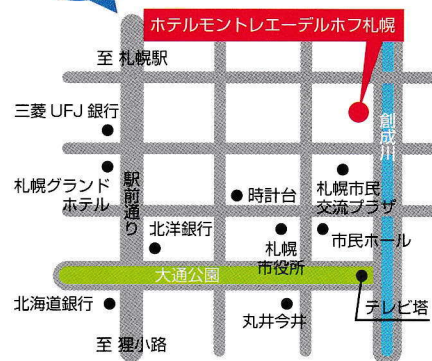 ホテルモントレエーデルホフ札幌
至 札幌駅
三菱UFJ銀行
創成川
札幌グランド
ホテル
駅前通り
時計台
札幌市民
交流プラザ
北洋銀行
札幌
市役所
市民ホール
大通公園
北海道銀行
丸井今井
テレビ塔
至 狸小路